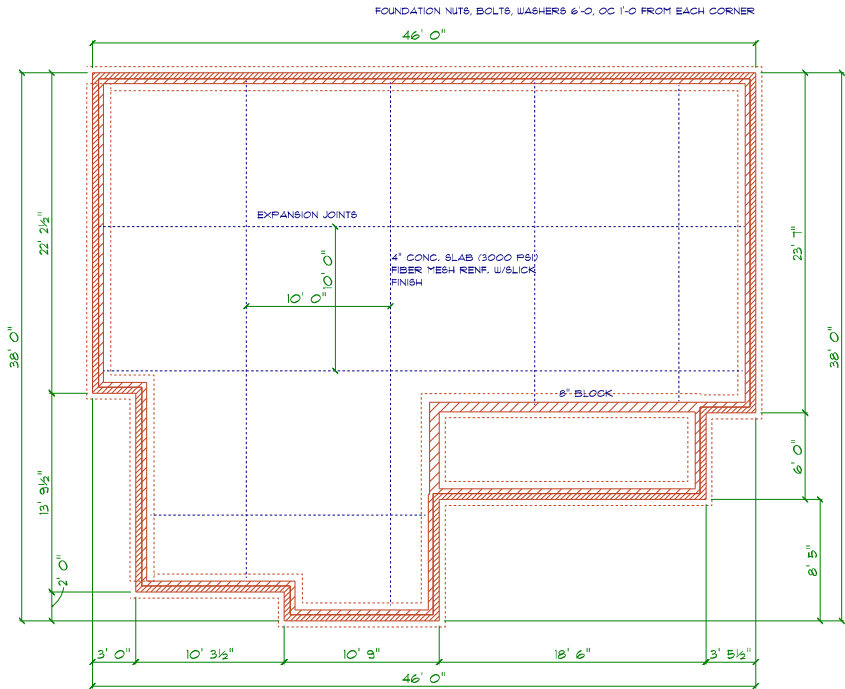 FOUNDATION NUTS, BOLTS, WASHERS 6'-0, OC 1'-0 FROM EACH CORNER
46' 0"
22' 2½"
EXPANSION JOINTS
23' 7"
10' 0"
4" CONC. SLAB (3000 PSI)
FIBER MESH RENF. W/SLICK
FINISH
10' 0"
38' 0"
38' 0"
8" BLOCK
6' 0"
13' 9½"
8' 5"
2' 0"
3' 0"
10' 3½"
10' 9"
18' 6"
3' 5½"
46' 0"